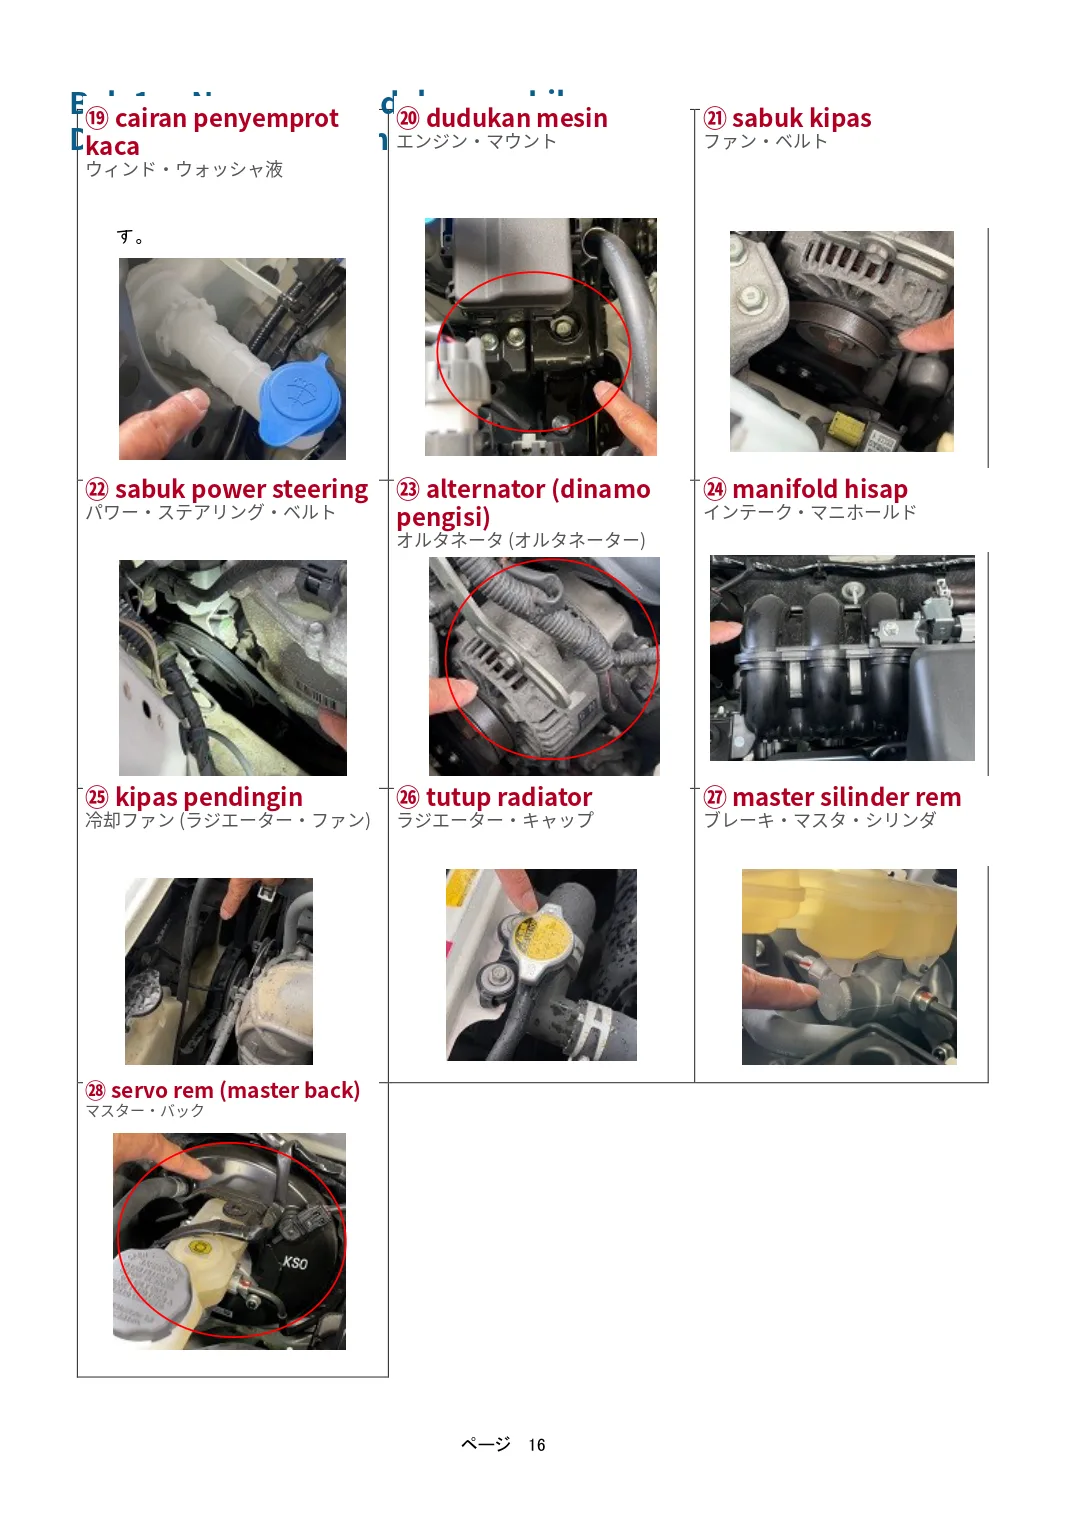 ⑲ cairan penyemprot
kaca
ウィンド・ウォッシャ液
す。
⑳ dudukan mesin
エンジン・マウント
㉑ sabuk kipas
ファン・ベルト
㉒ sabuk power steering
パワー・ステアリング・ベルト
㉓ alternator (dinamo
pengisi)
オルタネータ (オルタネーター)
㉔ manifold hisap
インテーク・マニホールド
㉕ kipas pendingin
冷却ファン (ラジエーター・ファン)
㉖ tutup radiator
ラジエーター・キャップ
㉗ master silinder rem
ブレーキ・マスタ・シリンダ
㉘ servo rem (master back)
マスター・バック
KSO
ページ 16